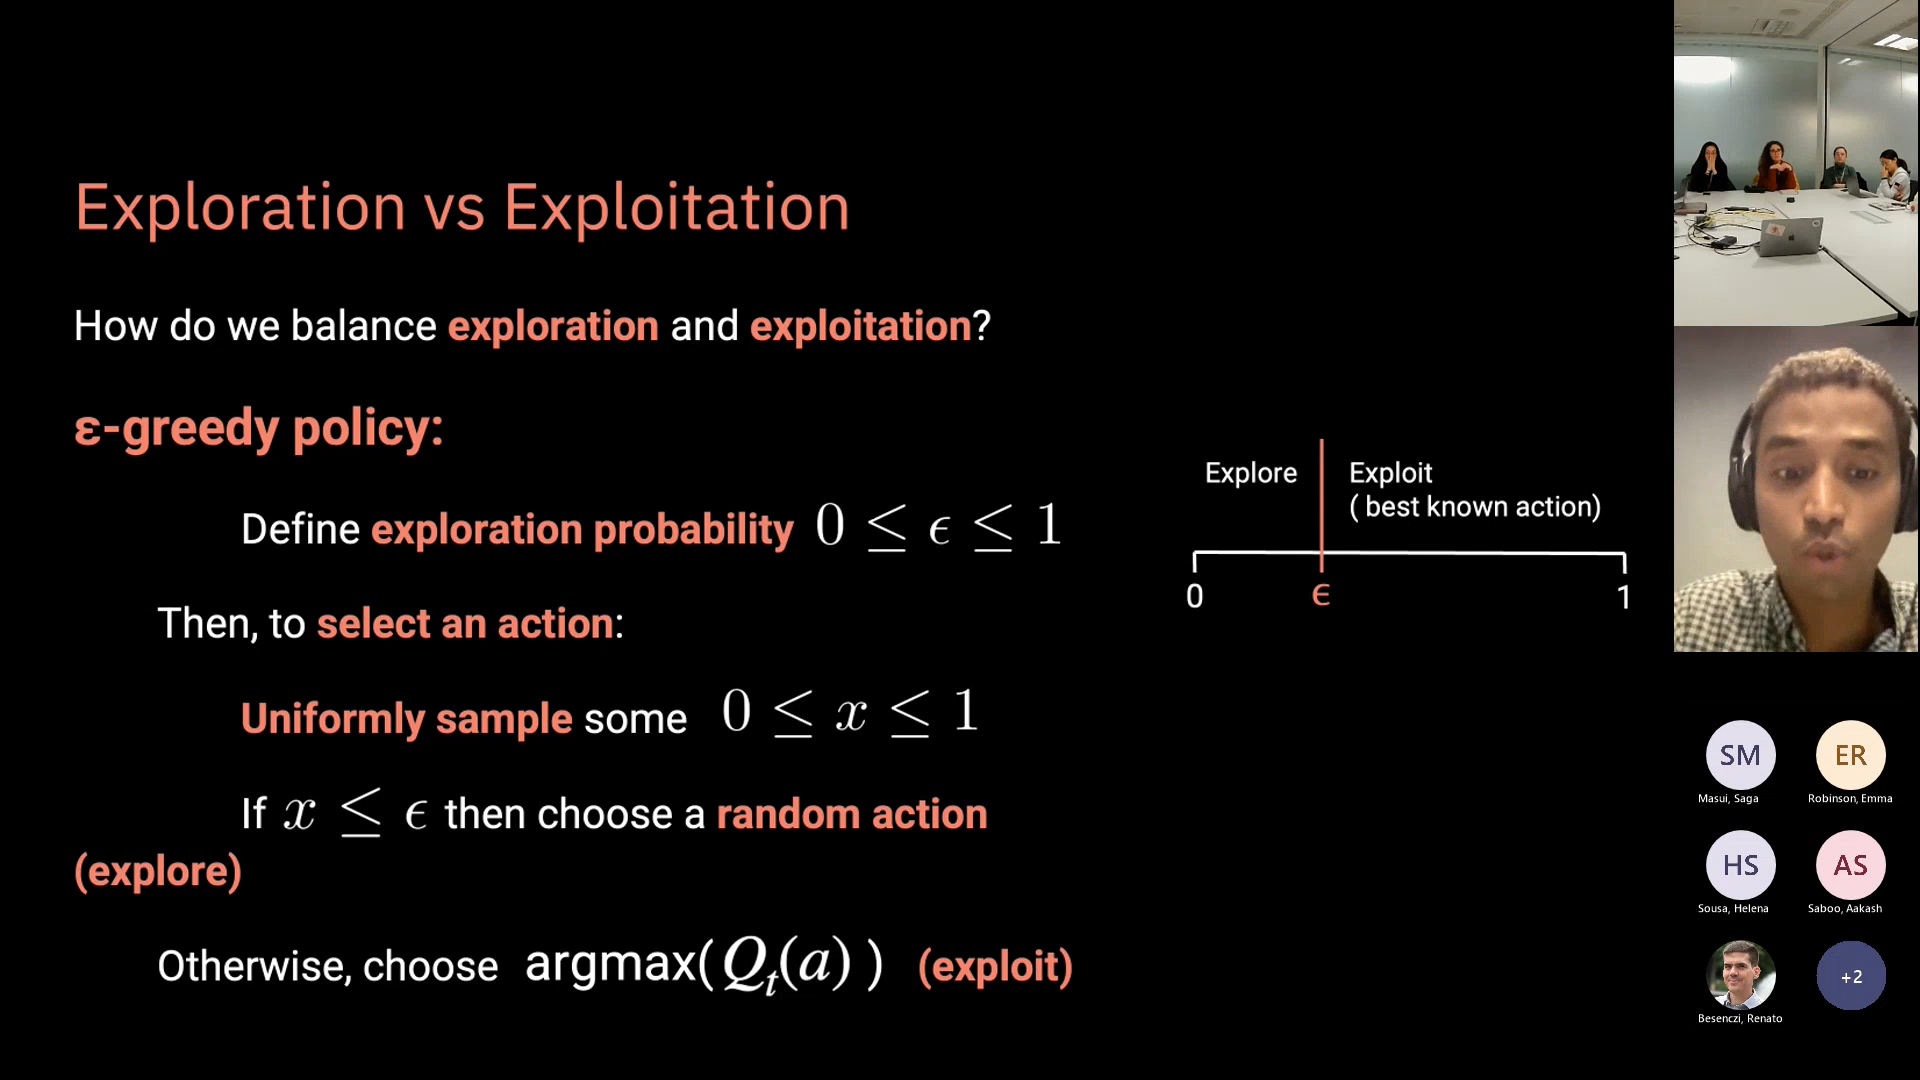 Exploration vs Exploitation
How do we balance exploration and exploitation?
ε-greedy policy:
Define exploration probability 0 ≤ ϵ ≤ 1
Then, to select an action:
Uniformly sample some 0 ≤ x ≤ 1
If x ≤ ϵ then choose a random action
(explore)
Otherwise, choose argmax(Qₜ(a)) (exploit)
Explore
Exploit
( best known action)
0
ϵ
1
SM
Masui, Saga
ER
Robinson, Emma
HS
Sousa, Helena
AS
Saboo, Aakash
Besenczi, Renato
+2